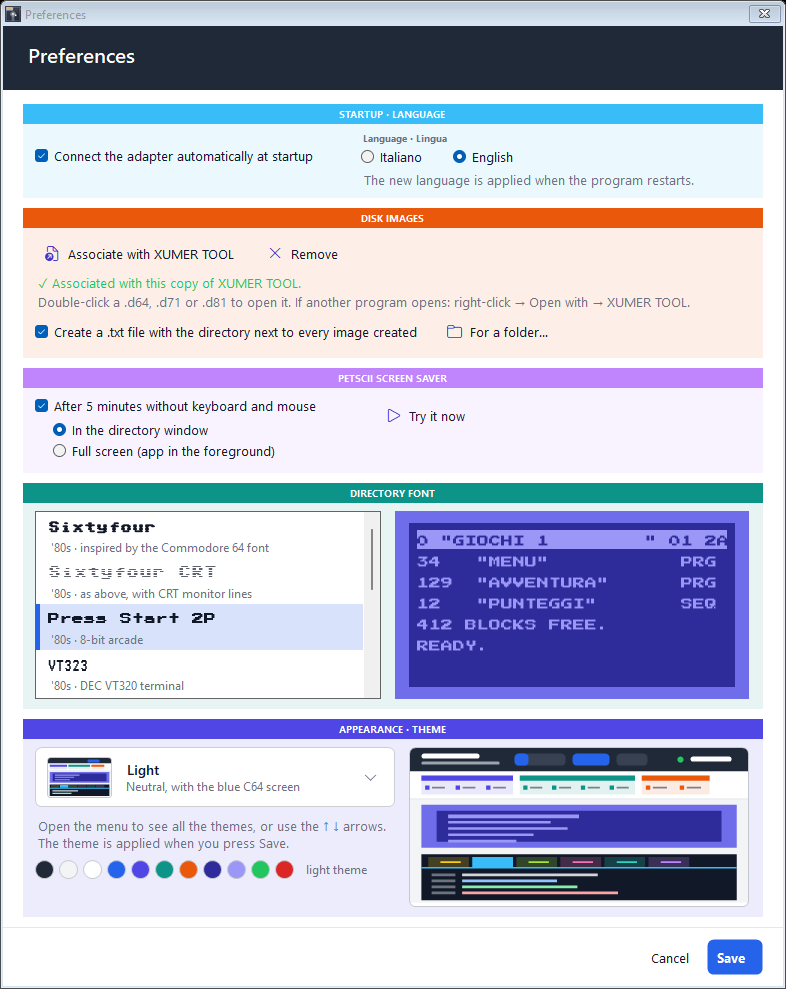 Preferences
Preferences
STARTUP · LANGUAGE
Language · Lingua
Connect the adapter automatically at startup
Italiano
English
The new language is applied when the program restarts.
DISK IMAGES
Associate with XUMER TOOL
Remove
✓ Associated with this copy of XUMER TOOL.
Double-click a .d64, .d71 or .d81 to open it. If another program opens: right-click → Open with → XUMER TOOL.
Create a .txt file with the directory next to every image created
For a folder...
PETSCII SCREEN SAVER
After 5 minutes without keyboard and mouse
Try it now
In the directory window
Full screen (app in the foreground)
DIRECTORY FONT
Sixtyfour
'80s · inspired by the Commodore 64 font
Sixtyfour CRT
'80s · as above, with CRT monitor lines
Press Start 2P
'80s · 8-bit arcade
VT323
'80s · DEC VT320 terminal
0 "GIOCHI 1 " 01 2A
34 "MENU" PRG
129 "AVVENTURA" PRG
12 "PUNTEGGI" SEQ
412 BLOCKS FREE.
READY.
APPEARANCE · THEME
Light
Neutral, with the blue C64 screen
Open the menu to see all the themes, or use the ↑ ↓ arrows.
The theme is applied when you press Save.
light theme
Cancel
Save